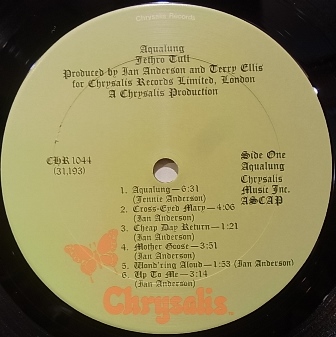 Chrysalis Records
Aqualung
Jethro Tull
Produced by Ian Anderson and Terry Ellis
for Chrysalis Records Limited, London
A Chrysalis Production
CHR 1044
(31,193)
Side One
Aqualung
Chrysalis
Music Inc.
ASCAP
1. Aqualung—6:31
(Jennie Anderson)
2. Cross-Eyed Mary—4:06
(Ian Anderson)
3. Cheap Day Return—1:21
(Ian Anderson)
4. Mother Goose—3:51
(Ian Anderson)
5. Wond'ring Aloud—1:53 (Ian Anderson)
6. Up To Me—3:14
(Ian Anderson)
Chrysalis